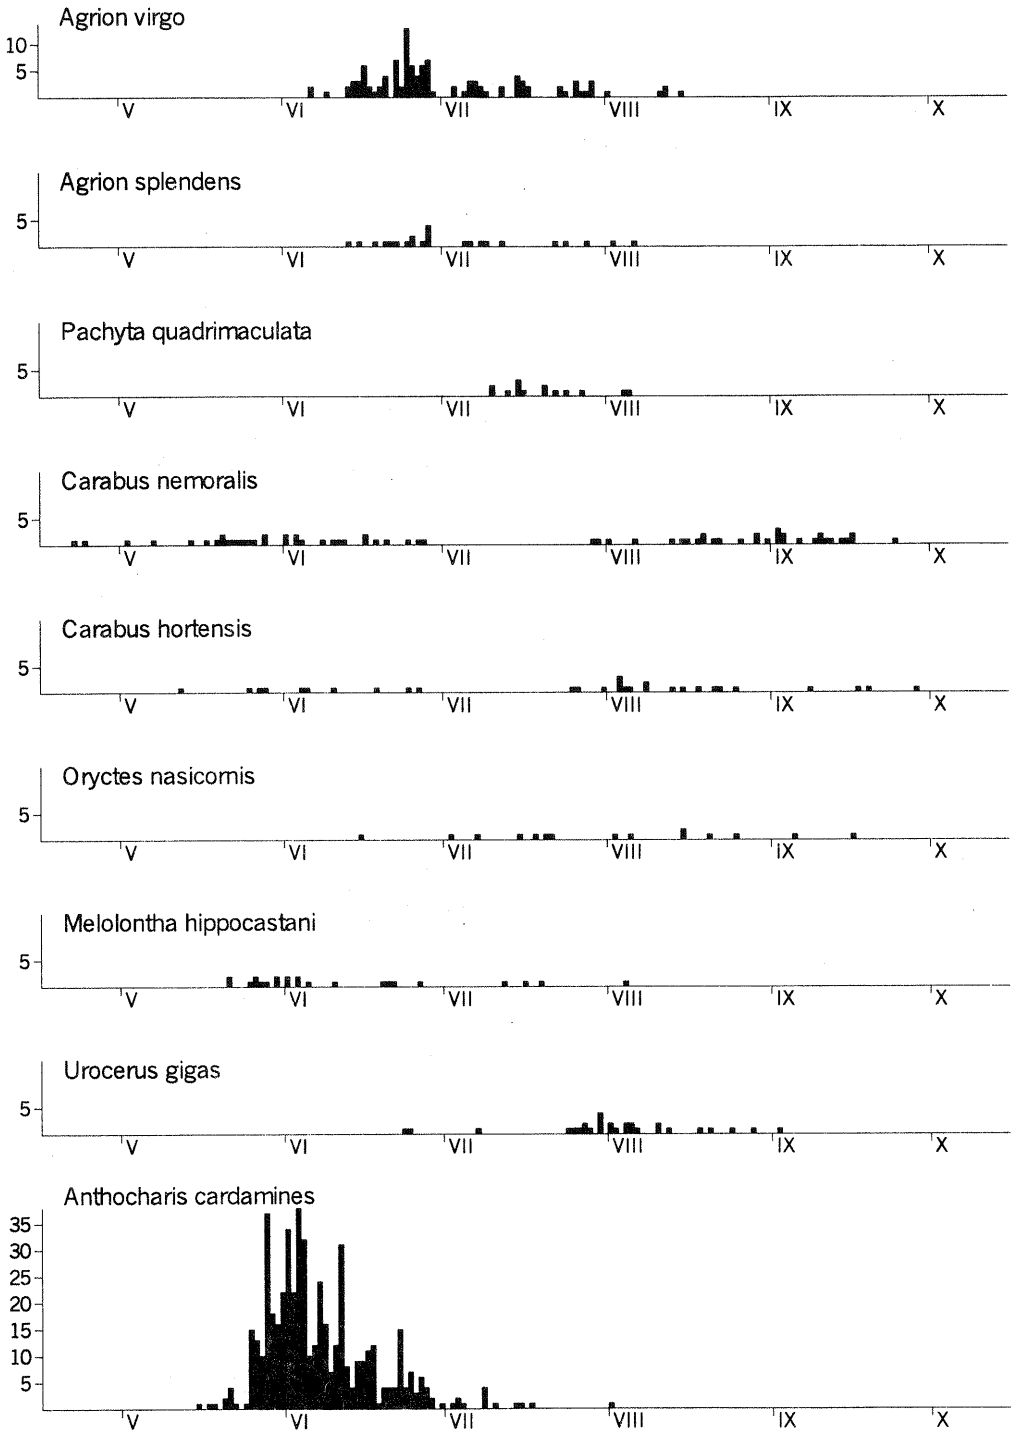 Agrion virgo
10
5
V VI VII VIII IX X
Agrion splendens
5
V VI VII VIII IX X
Pachyta quadrimaculata
5
V VI VII VIII IX X
Carabus nemoralis
5
V VI VII VIII IX X
Carabus hortensis
5
V VI VII VIII IX X
Oryctes nasicornis
5
V VI VII VIII IX X
Melolontha hippocastani
5
V VI VII VIII IX X
Urocerus gigas
5
V VI VII VIII IX X
Anthocharis cardamines
35
30
25
20
15
10
5
V VI VII VIII IX X